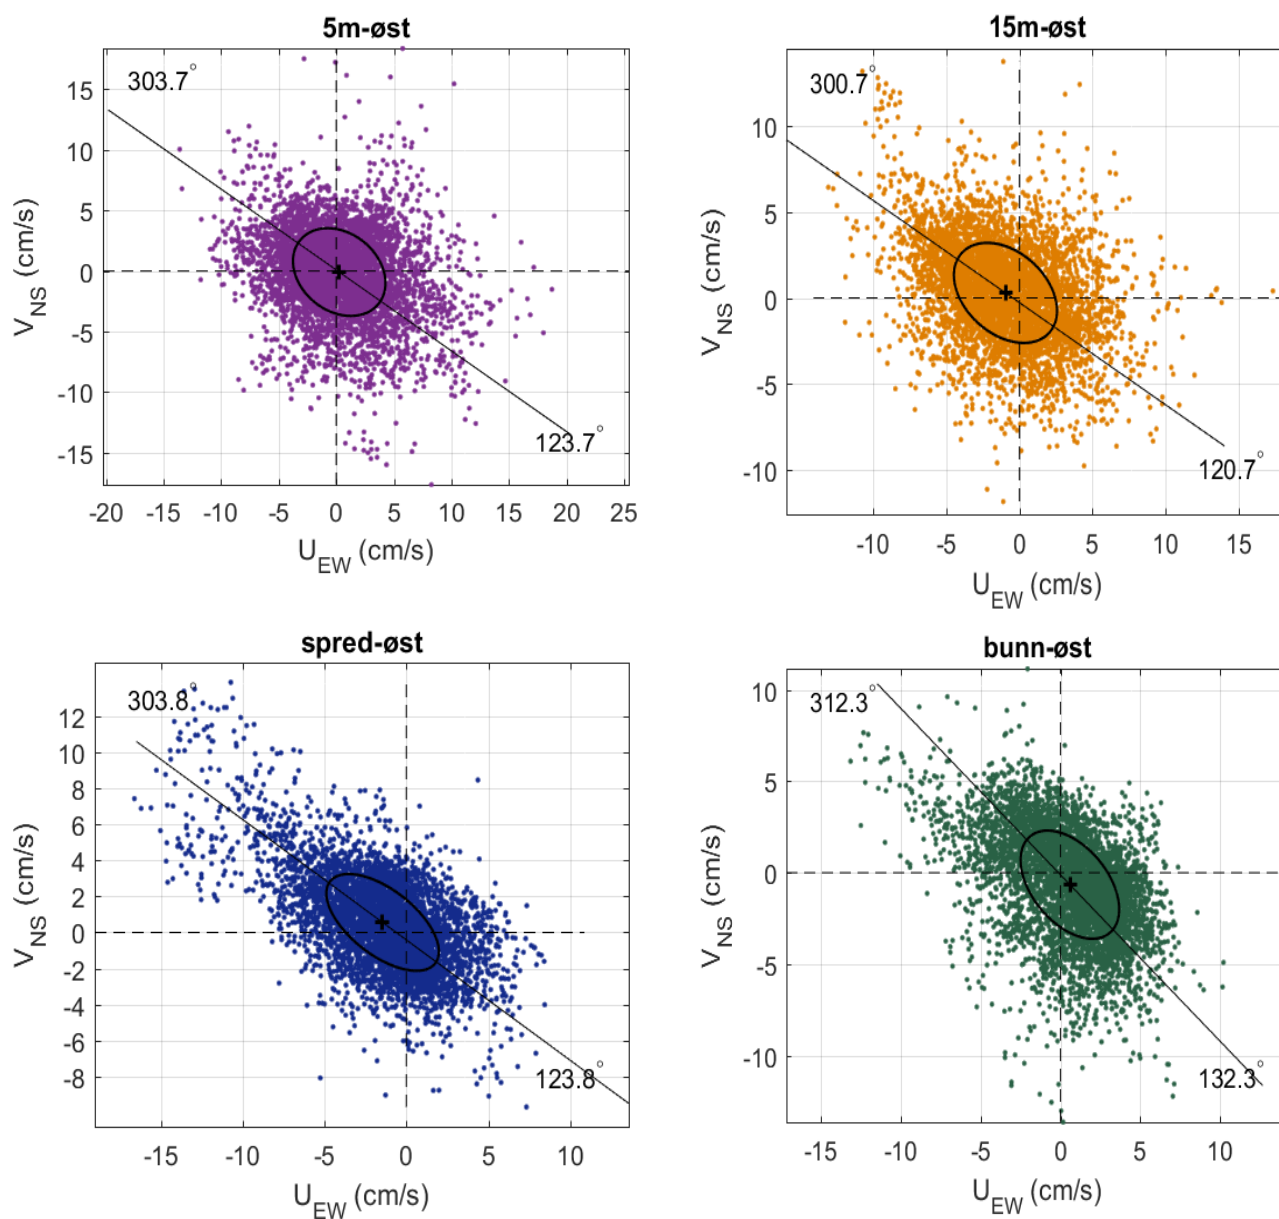 5m-øst
303.7°
15
10
5
0
-5
-10
-15
V_NS (cm/s)
123.7°
-20 -15 -10 -5 0 5 10 15 20 25
U_EW (cm/s)
15m-øst
300.7°
10
5
0
-5
-10
V_NS (cm/s)
120.7°
-10 -5 0 5 10 15
U_EW (cm/s)
spred-øst
303.8°
12
10
8
6
4
2
0
-2
-4
-6
-8
V_NS (cm/s)
123.8°
-15 -10 -5 0 5 10
U_EW (cm/s)
bunn-øst
312.3°
10
5
0
-5
-10
V_NS (cm/s)
132.3°
-15 -10 -5 0 5 10
U_EW (cm/s)